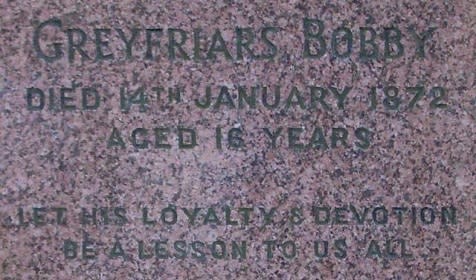 GREYFRIARS BOBBY
DIED 14TH JANUARY 1872
AGED 16 YEARS
LET HIS LOYALTY & DEVOTION
BE A LESSON TO US ALL